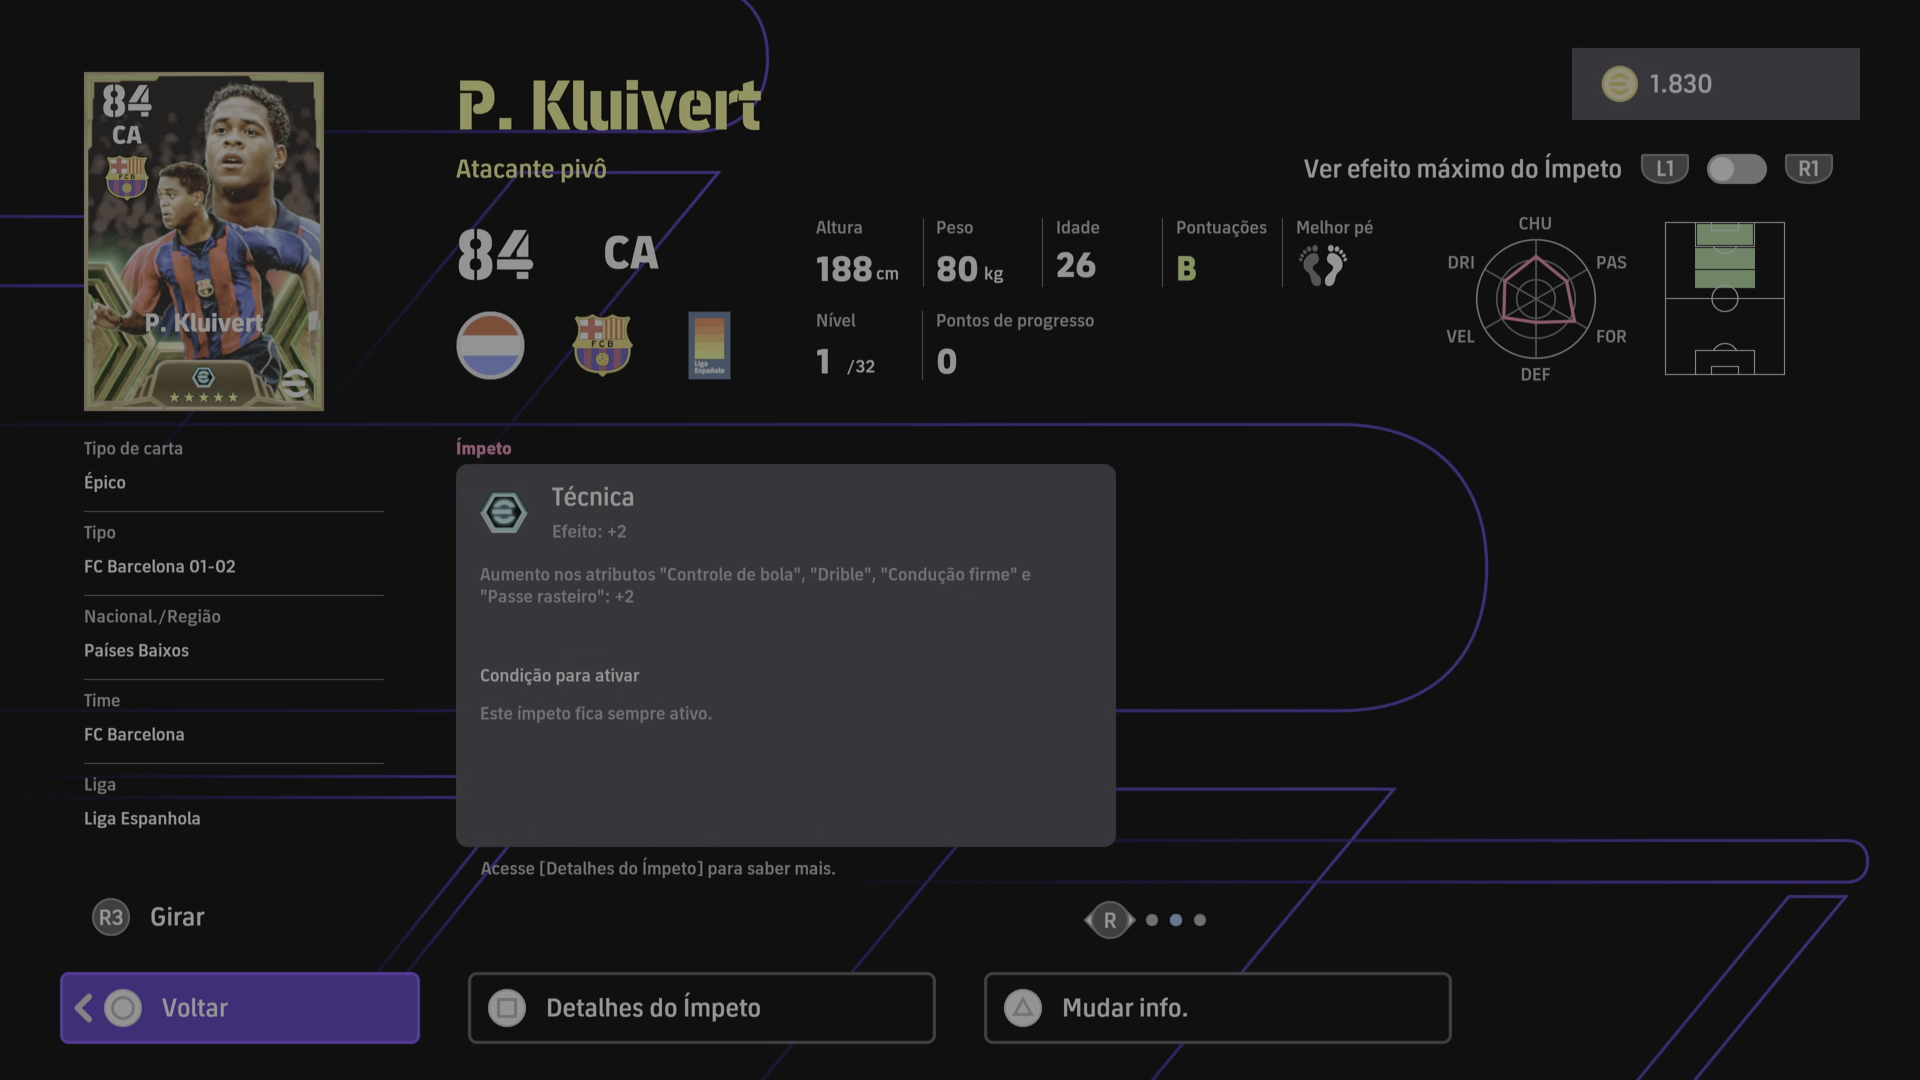 84
CA
FCB
P. Kluivert
P. Kluivert
Atacante pivô
84
CA
FCB
Liga
Española
Altura
188 cm
Peso
80 kg
Idade
26
Pontuações
B
Melhor pé
Nível
1 /32
Pontos de progresso
0
1.830
Ver efeito máximo do Ímpeto
L1
R1
CHU
DRI
PAS
VEL
FOR
DEF
Tipo de carta
Épico
Tipo
FC Barcelona 01-02
Nacional./Região
Países Baixos
Time
FC Barcelona
Liga
Liga Espanhola
Ímpeto
Técnica
Efeito: +2
Aumento nos atributos "Controle de bola", "Drible", "Condução firme" e
"Passe rasteiro": +2
Condição para ativar
Este ímpeto fica sempre ativo.
Acesse [Detalhes do Ímpeto] para saber mais.
R3 Girar
R
Voltar
Detalhes do Ímpeto
Mudar info.